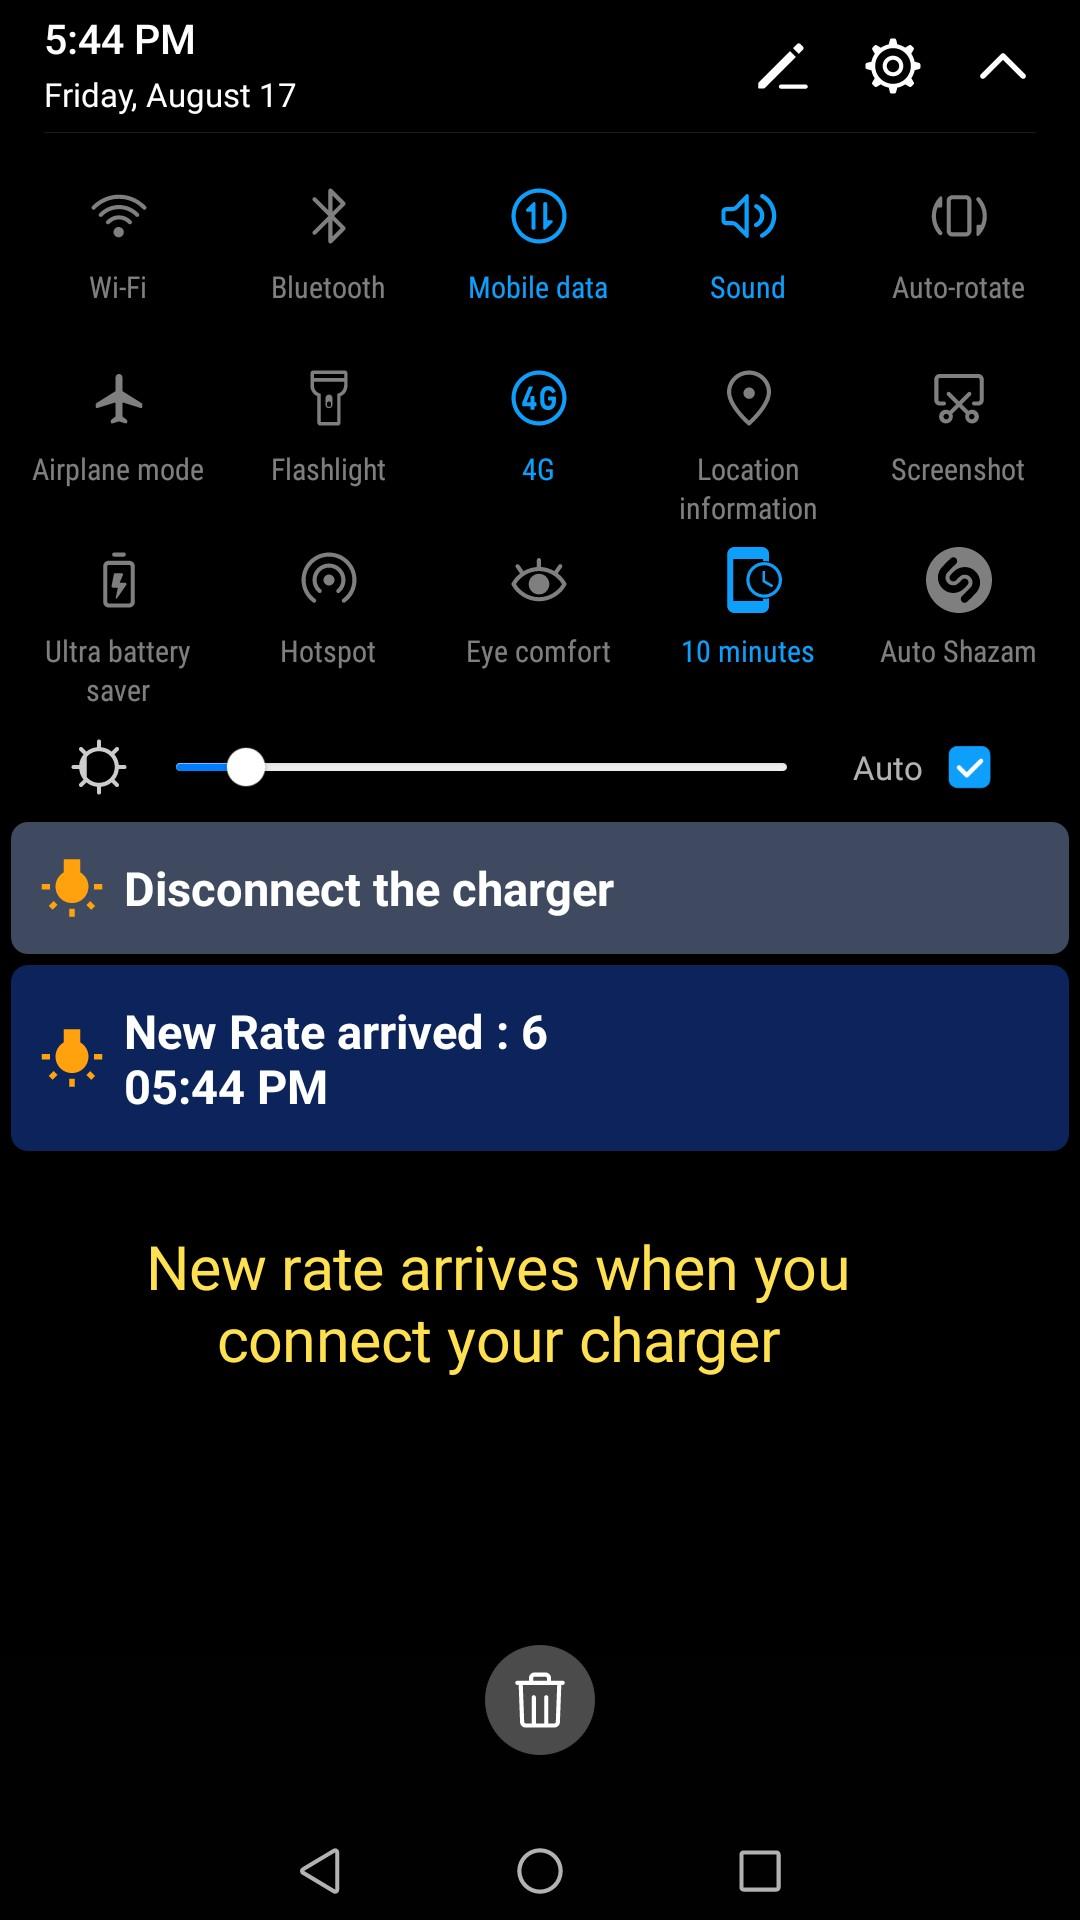 5:44 PM
Friday, August 17
Wi-Fi
Bluetooth
Mobile data
Sound
Auto-rotate
Airplane mode
Flashlight
4G
4G
Location
information
Screenshot
Ultra battery
saver
Hotspot
Eye comfort
10 minutes
Auto Shazam
Auto
Disconnect the charger
New Rate arrived : 6
05:44 PM
New rate arrives when you
connect your charger